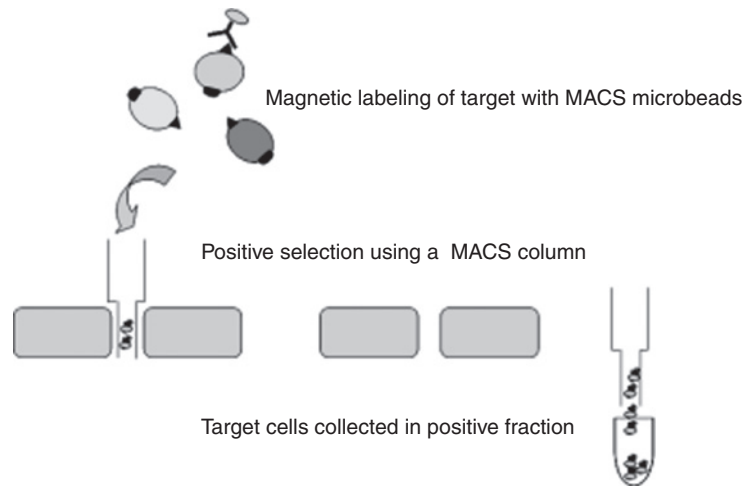 Magnetic labeling of target with MACS microbeads
Positive selection using a MACS column
Target cells collected in positive fraction